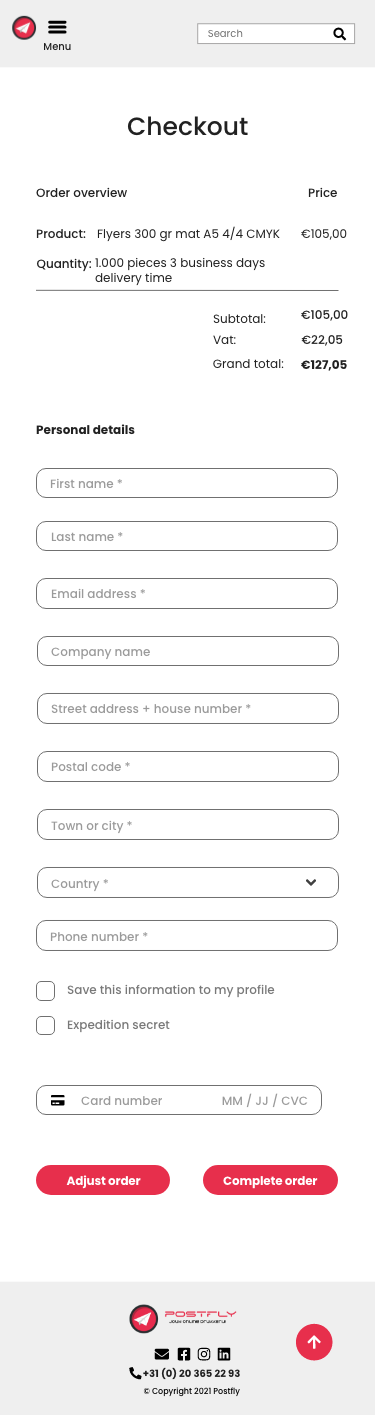 Menu
Search
Checkout
Order overview Price
Product: Flyers 300 gr mat A5 4/4 CMYK €105,00
Quantity: 1.000 pieces 3 business days
delivery time
Subtotal: €105,00
Vat: €22,05
Grand total: €127,05
Personal details
First name *
Last name *
Email address *
Company name
Street address + house number *
Postal code *
Town or city *
Country *
Phone number *
Save this information to my profile
Expedition secret
Card number MM / JJ / CVC
Adjust order Complete order
POSTFLY
JOUW ONLINE DRUKKERIJ!
+31 (0) 20 365 22 93
© Copyright 2021 Postfly